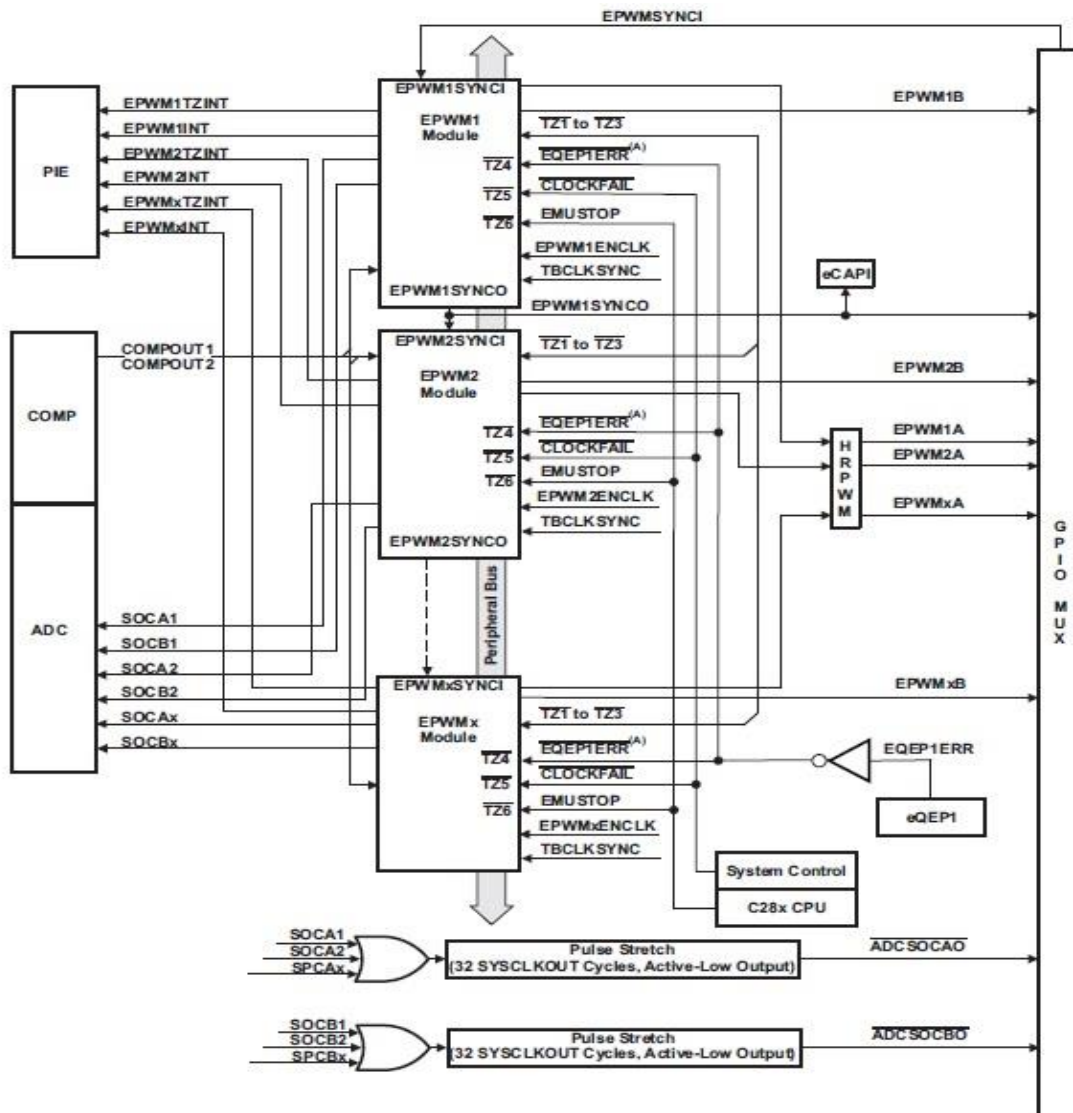 EPWMSYNCI
EPWM1SYNCI
EPWM1B
EPWM1TZINT
EPWM1
Module
TZ1 to TZ3
EPWM1INT
EPWM2TZINT
TZ4
EQEP1ERR(A)
PIE
EPWM2INT
TZ5
CLOCKFAIL
EPWMxTZINT
TZ6
EMUSTOP
EPWMxINT
EPWM1ENCLK
TBCLKSYNC
eCAPI
EPWM1SYNCO
EPWM1SYNCO
EPWM2SYNCI
TZ1 to TZ3
COMPOUT1
COMPOUT2
EPWM2
Module
EPWM2B
COMP
TZ4
EQEP1ERR(A)
TZ5
CLOCKFAIL
TZ6
EMUSTOP
EPWM2ENCLK
TBCLKSYNC
EPWM2SYNCO
HRPWM
EPWM1A
EPWM2A
EPWMxA
GPIO MUX
Peripheral Bus
ADC
SOCA1
SOCB1
SOCA2
SOCB2
SOCAx
SOCBx
EPWMxSYNCI
EPWMxB
EPWMx
Module
TZ1 to TZ3
TZ4
EQEP1ERR(A)
EQEP1ERR
TZ5
CLOCKFAIL
TZ6
EMUSTOP
eQEP1
EPWMxENCLK
TBCLKSYNC
System Control
C28x CPU
SOCA1
SOCA2
SPCAx
Pulse Stretch
(32 SYSCLKOUT Cycles, Active-Low Output)
ADCSOCAO
SOCB1
SOCB2
SPCBx
Pulse Stretch
(32 SYSCLKOUT Cycles, Active-Low Output)
ADCSOCBO